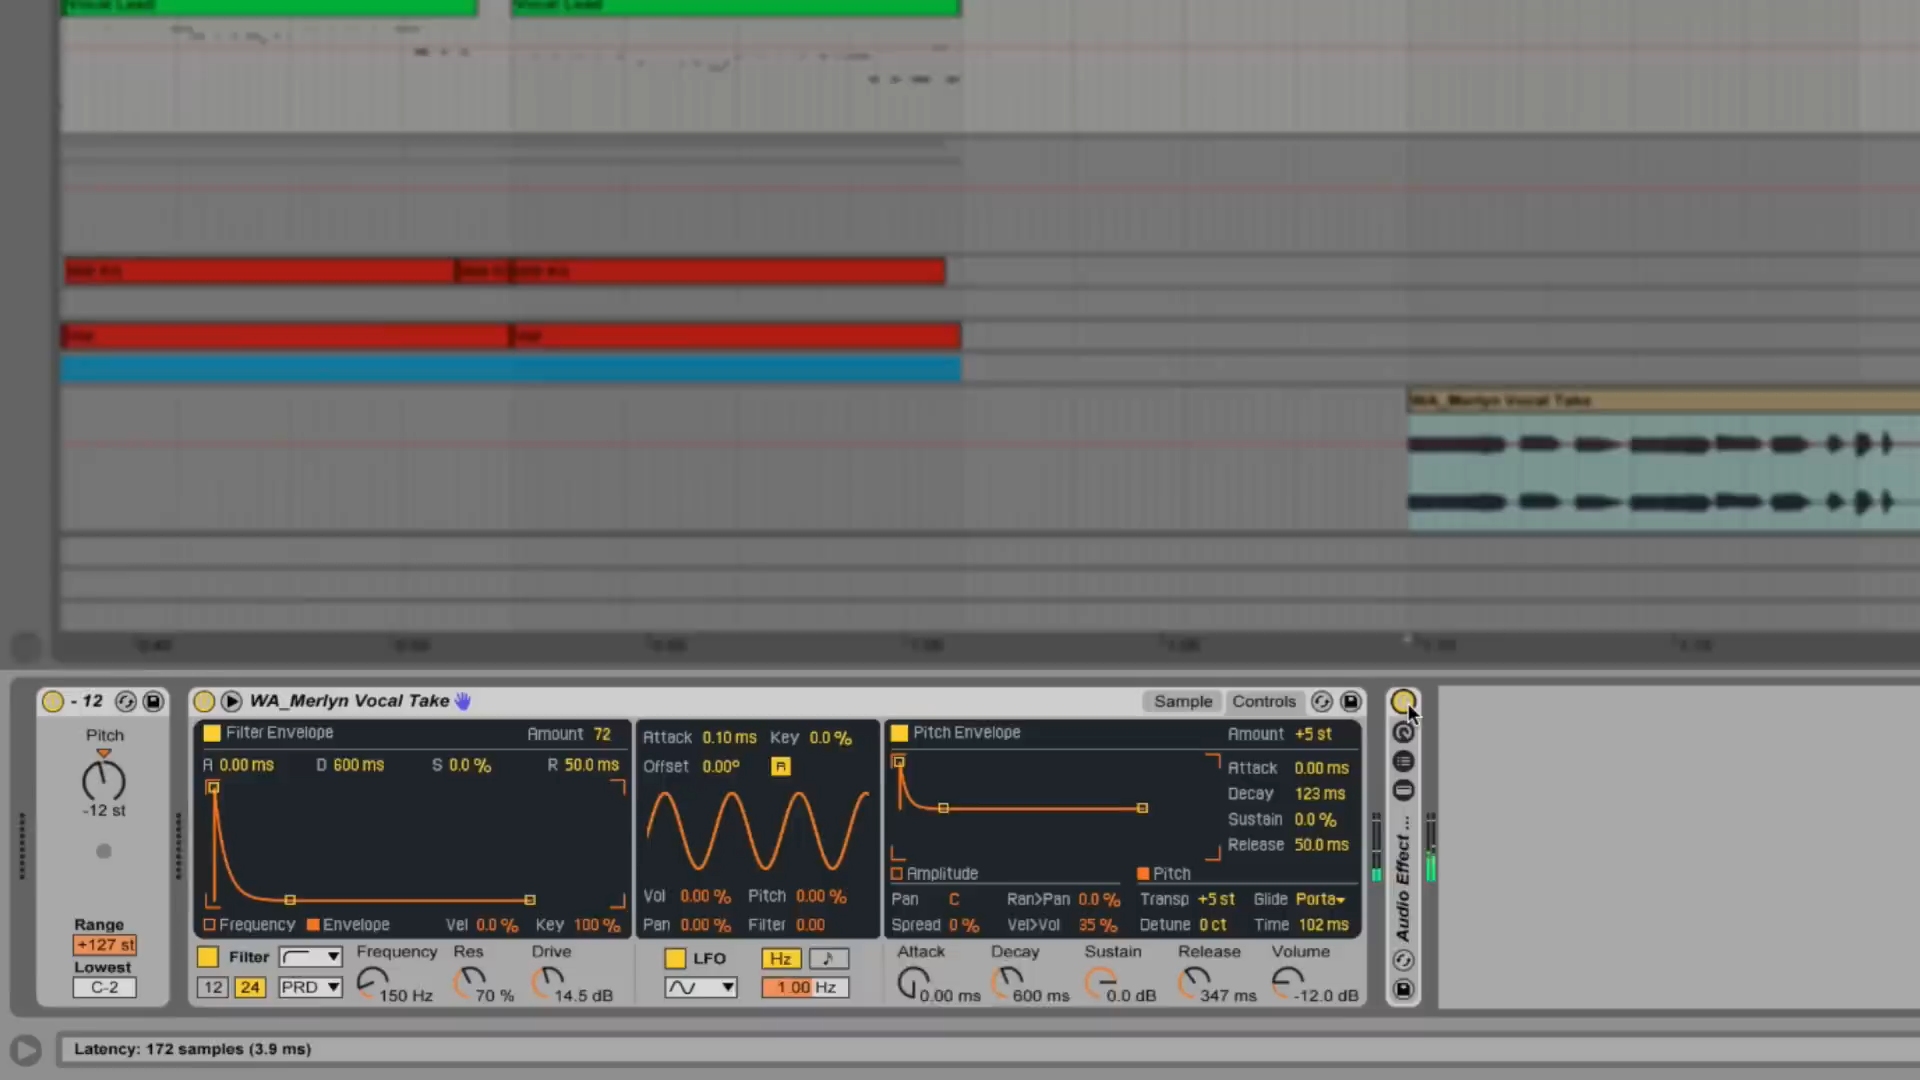 Vocal Lead
Vocal Lead
WA_Merlyn Vocal Take
- 12
WA_Merlyn Vocal Take
Sample
Controls
Pitch
-12 st
Range
+127 st
Lowest
C-2
Filter Envelope
Amount 72
A 0.00 ms D 600 ms S 0.0 % R 50.0 ms
Frequency Envelope Vel 0.0 % Key 100 %
Filter
12 24 PRD
Frequency
150 Hz
Res
70 %
Drive
14.5 dB
Attack 0.10 ms Key 0.0 %
Offset 0.00° R
Vol 0.00 % Pitch 0.00 %
Pan 0.00 % Filter 0.00
LFO Hz
1.00 Hz
Pitch Envelope
Amount +5 st
Attack 0.00 ms
Decay 123 ms
Sustain 0.0 %
Release 50.0 ms
Amplitude
Pitch
Pan C Ran>Pan 0.0 % Transp +5 st Glide Porta
Spread 0 % Vel>Vol 35 % Detune 0 ct Time 102 ms
Attack
0.00 ms
Decay
600 ms
Sustain
0.0 dB
Release
347 ms
Volume
-12.0 dB
Audio Effect ...
Latency: 172 samples (3.9 ms)